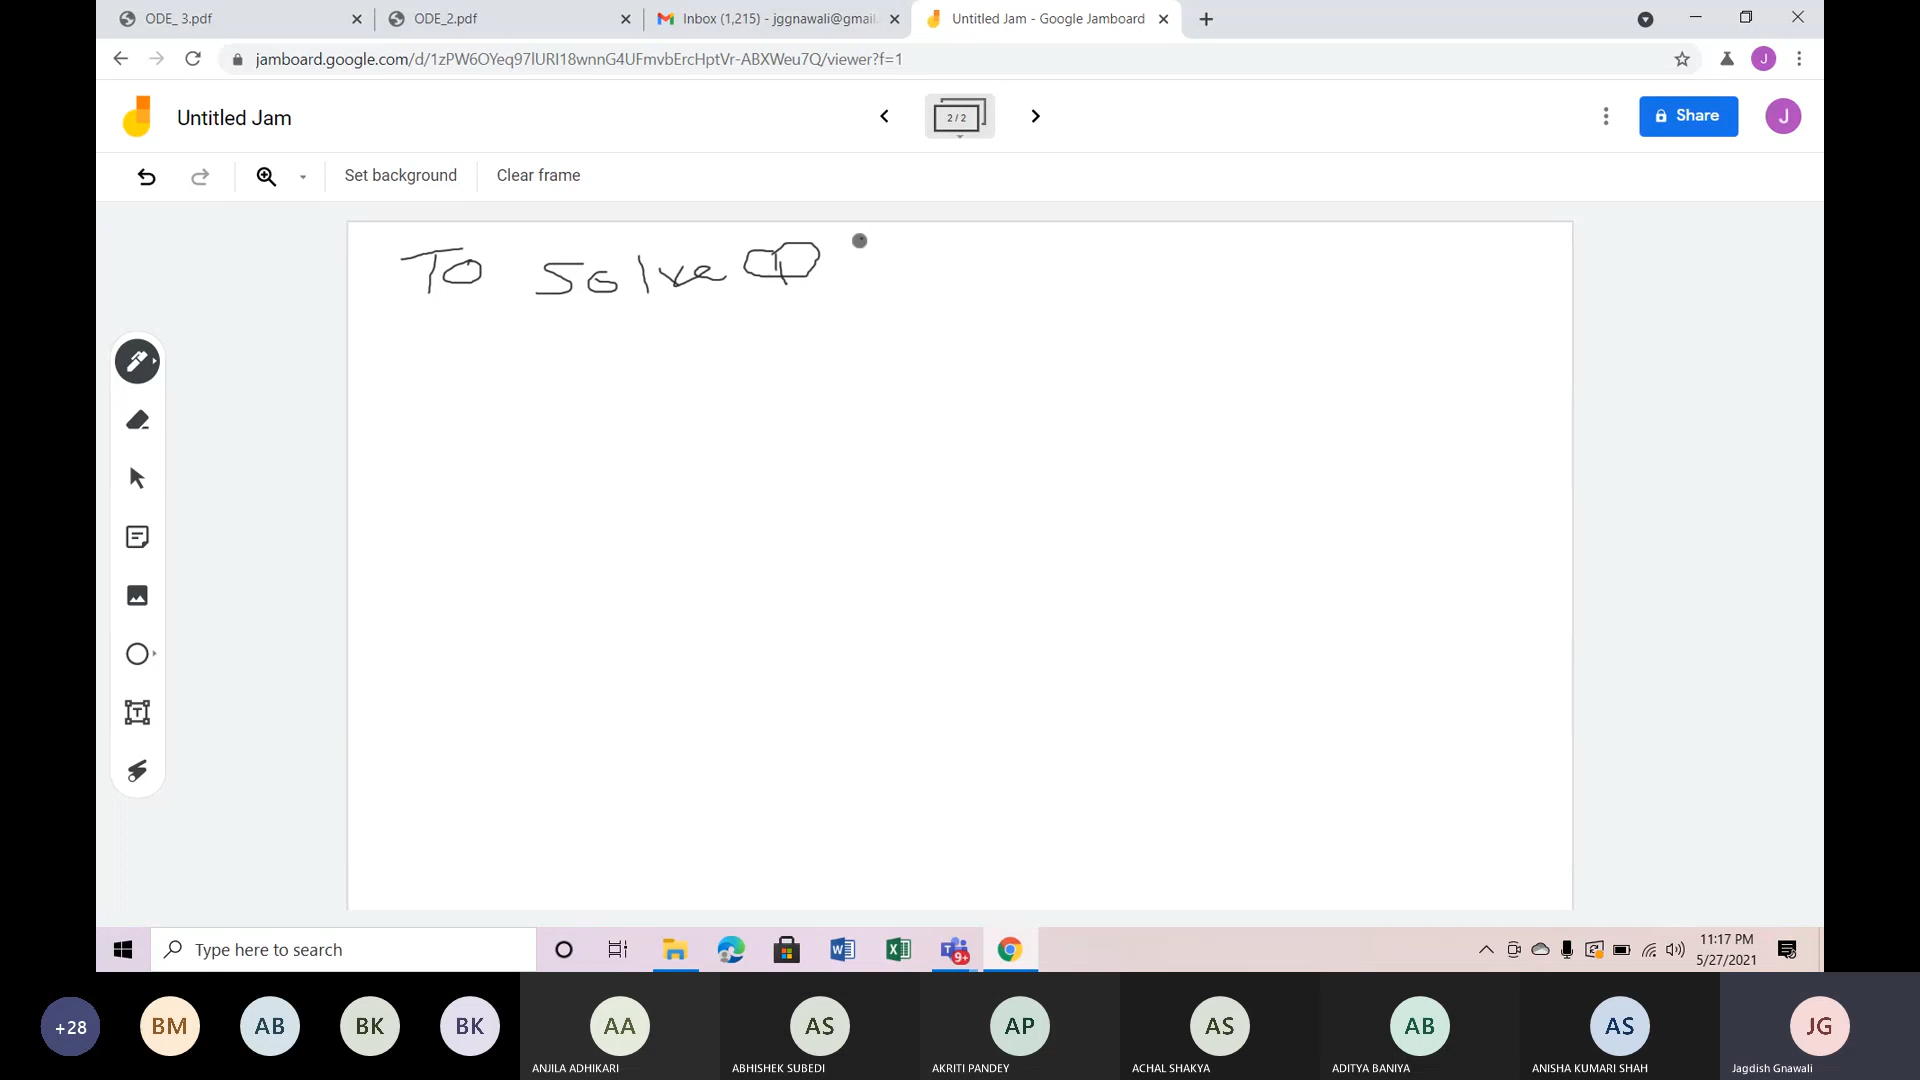 ODE_ 3.pdf
ODE_2.pdf
Inbox (1,215) - jggnawali@gmail.
Untitled Jam - Google Jamboard
jamboard.google.com/d/1zPW6OYeq97lURI18wnnG4UFmvbErcHptVr-ABXWeu7Q/viewer?f=1
J
Untitled Jam
2 / 2
Share
J
Set background
Clear frame
To solve
Type here to search
9+
11:17 PM
5/27/2021
+28
BM
AB
BK
BK
AA
ANJILA ADHIKARI
AS
ABHISHEK SUBEDI
AP
AKRITI PANDEY
AS
ACHAL SHAKYA
AB
ADITYA BANIYA
AS
ANISHA KUMARI SHAH
JG
Jagdish Gnawali